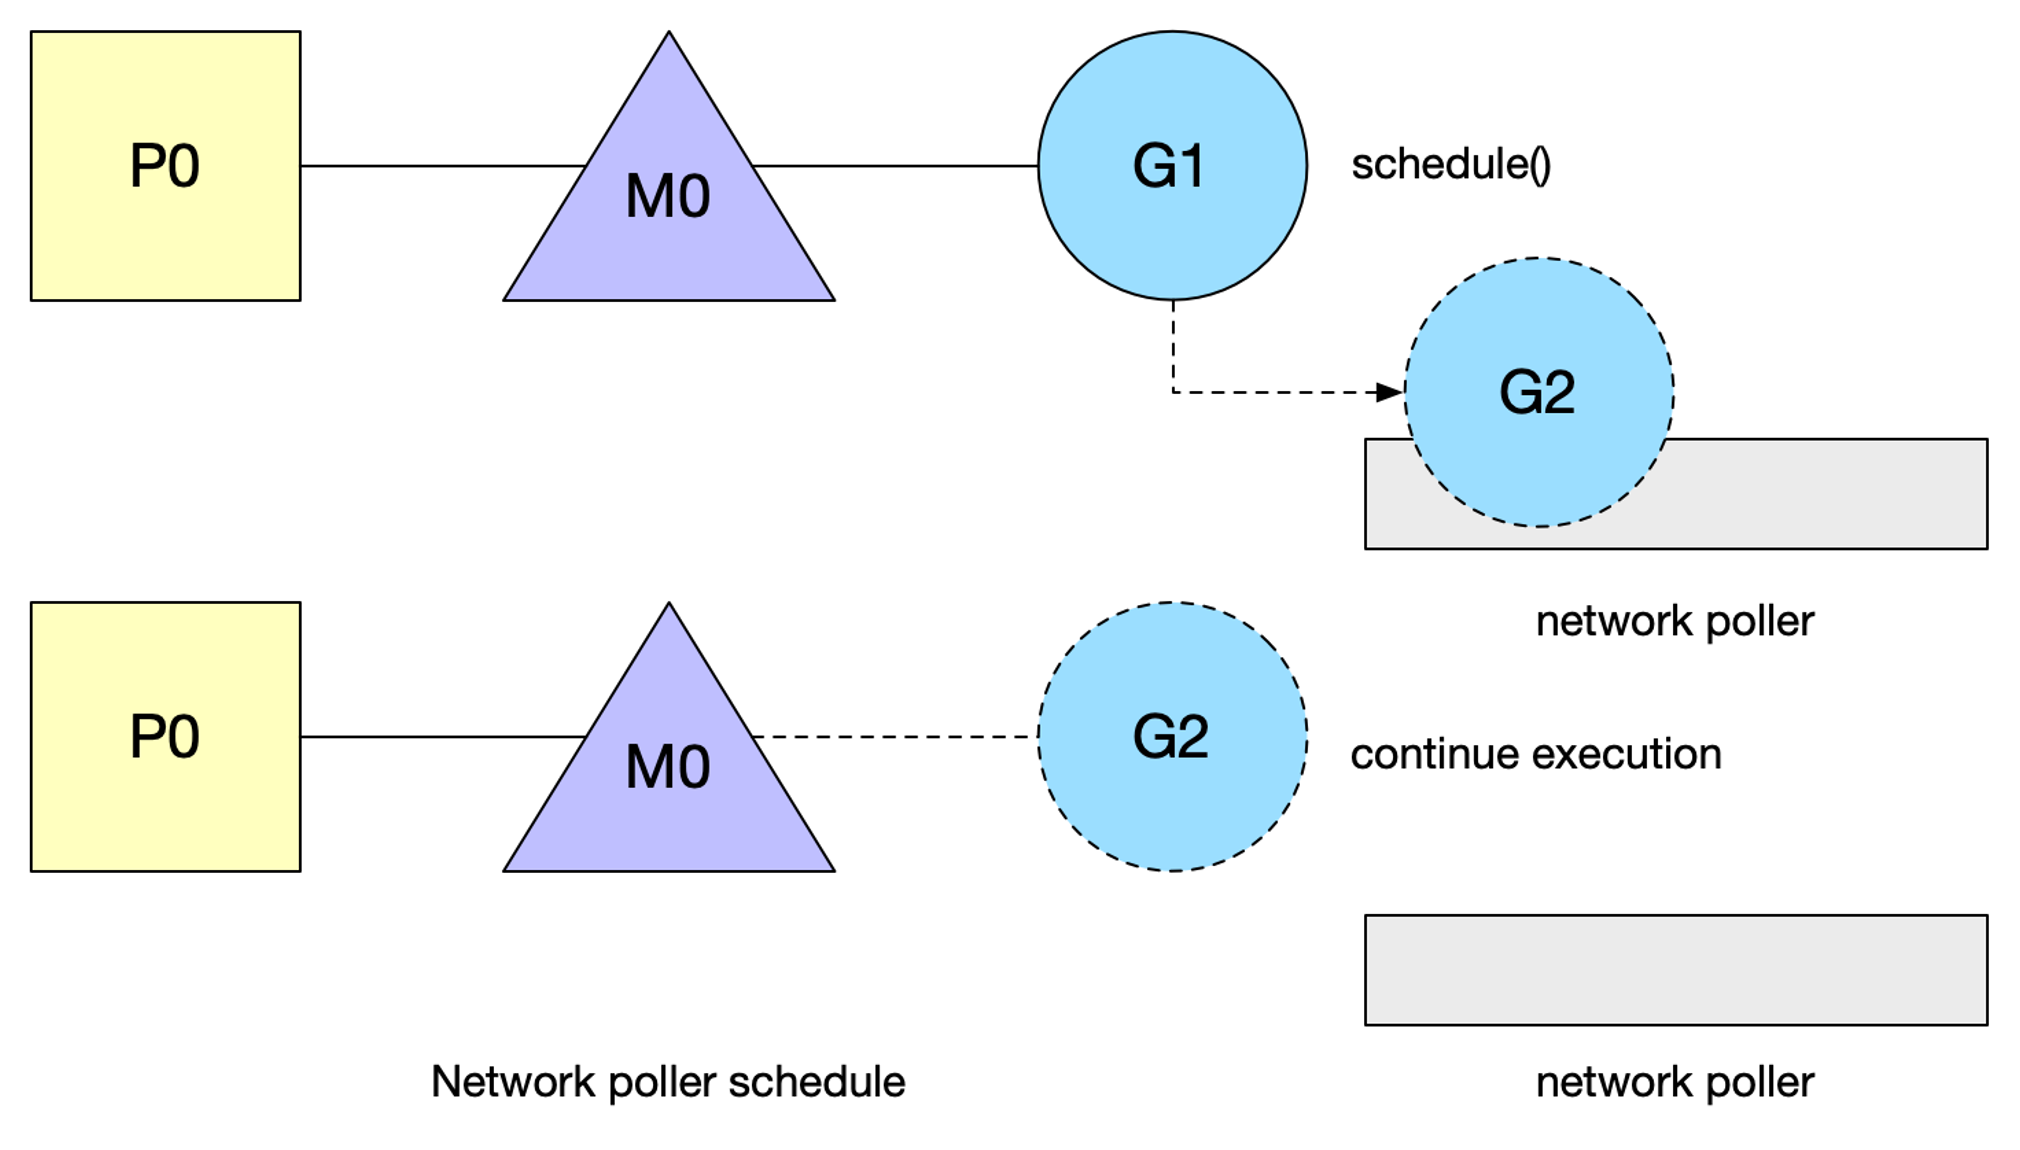 P0
M0
G1
schedule()
G2
network poller
P0
M0
G2
continue execution
Network poller schedule
network poller